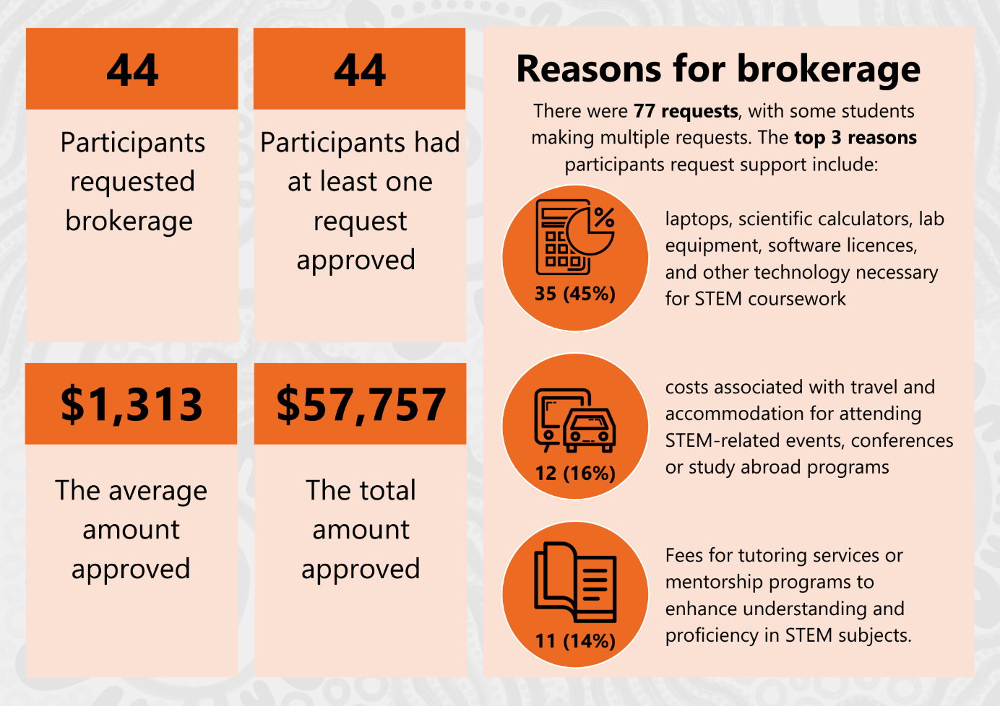 44
Participants
requested
brokerage
44
Participants had
at least one
request
approved
$1,313
The average
amount
approved
$57,757
The total
amount
approved
Reasons for brokerage
There were 77 requests, with some students
making multiple requests. The top 3 reasons
participants request support include:
%
35 (45%)
laptops, scientific calculators, lab
equipment, software licences,
and other technology necessary
for STEM coursework
12 (16%)
costs associated with travel and
accommodation for attending
STEM-related events, conferences
or study abroad programs
11 (14%)
Fees for tutoring services or
mentorship programs to
enhance understanding and
proficiency in STEM subjects.